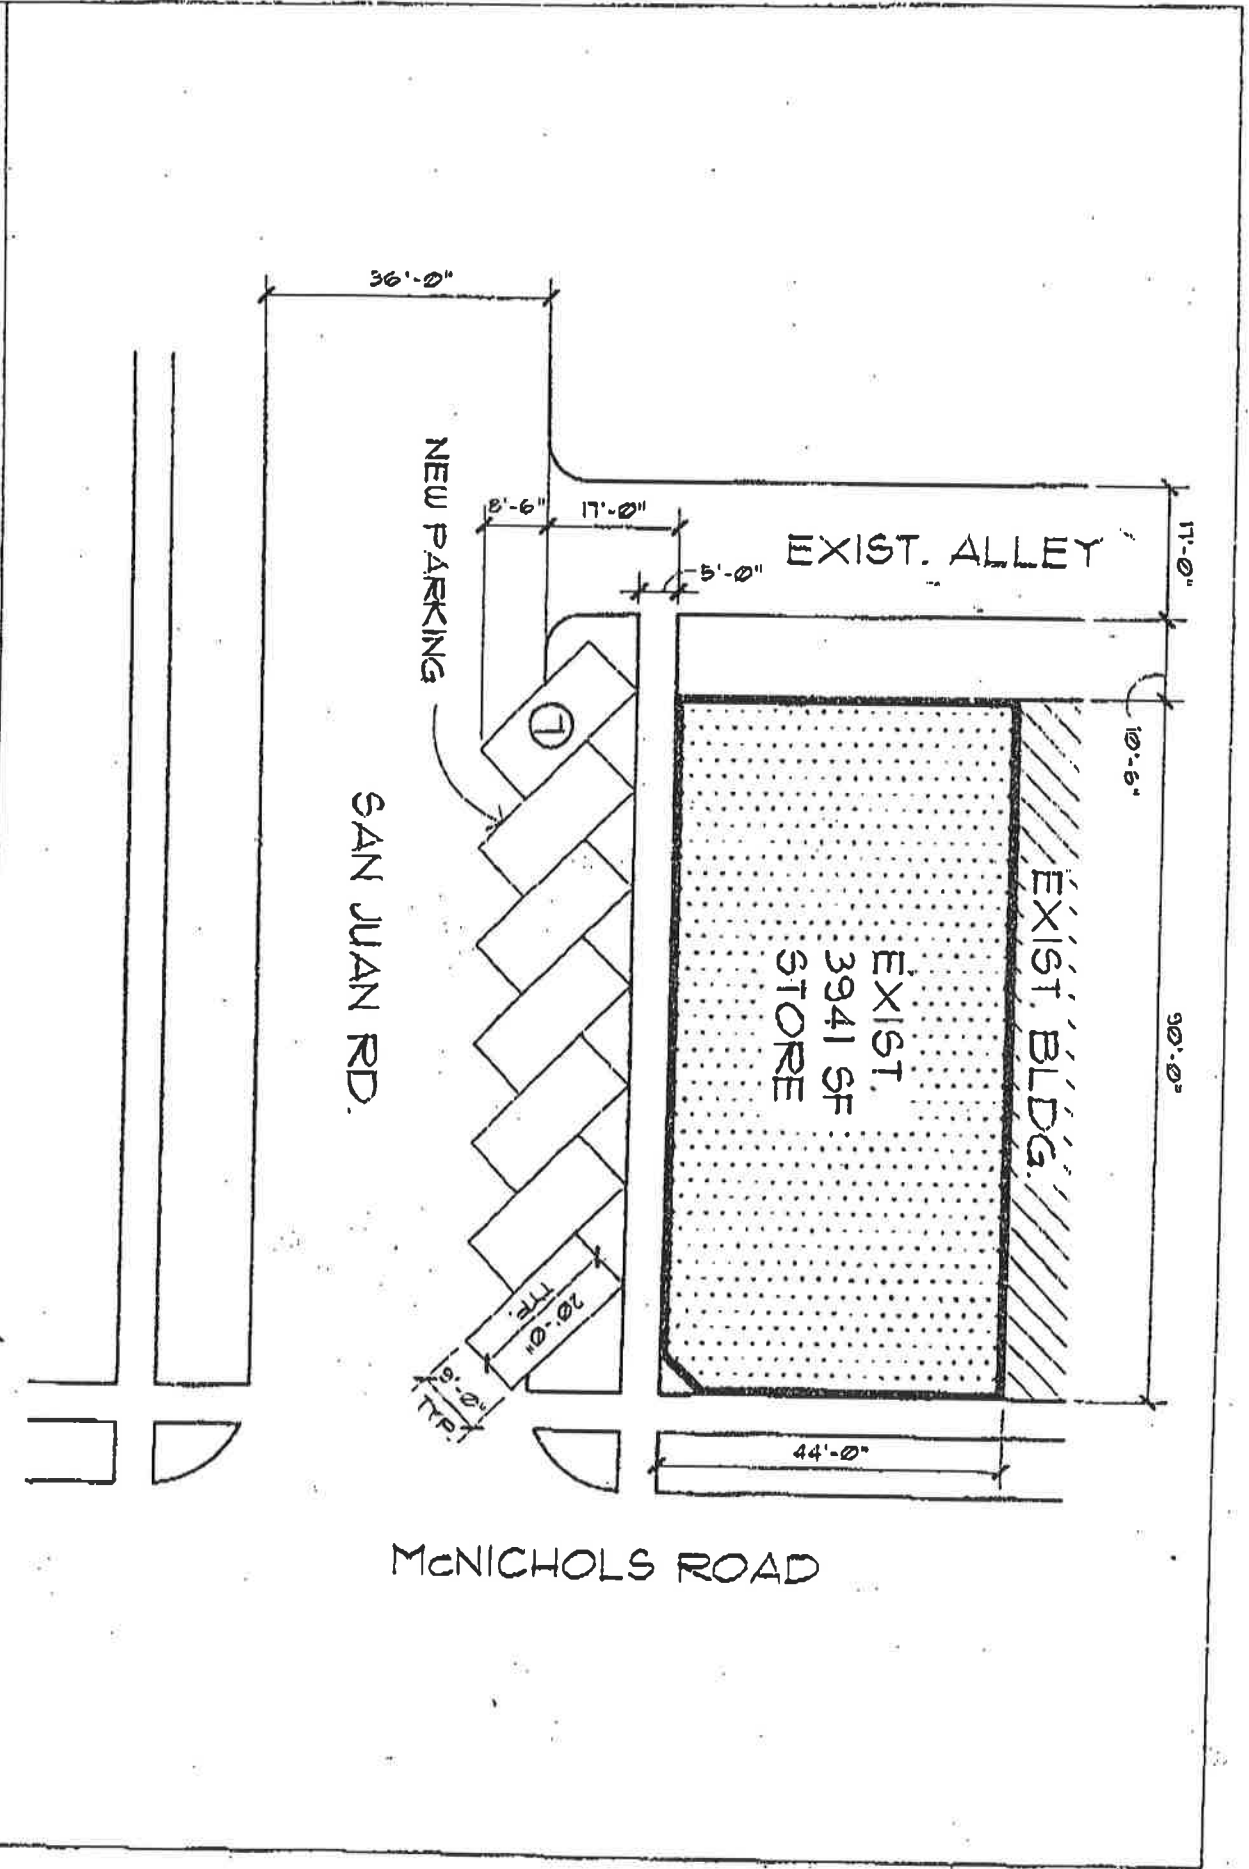 36'-0"
8'-6"
17'-0"
5'-0"
EXIST. ALLEY
17'-0"
10'-6"
90'-0"
NEW PARKING
7
EXIST. BLDG.
EXIST.
3941 SF
STORE
SAN JUAN RD.
20'-0"
TYP.
9'-0"
TYP.
44'-0"
McNICHOLS ROAD